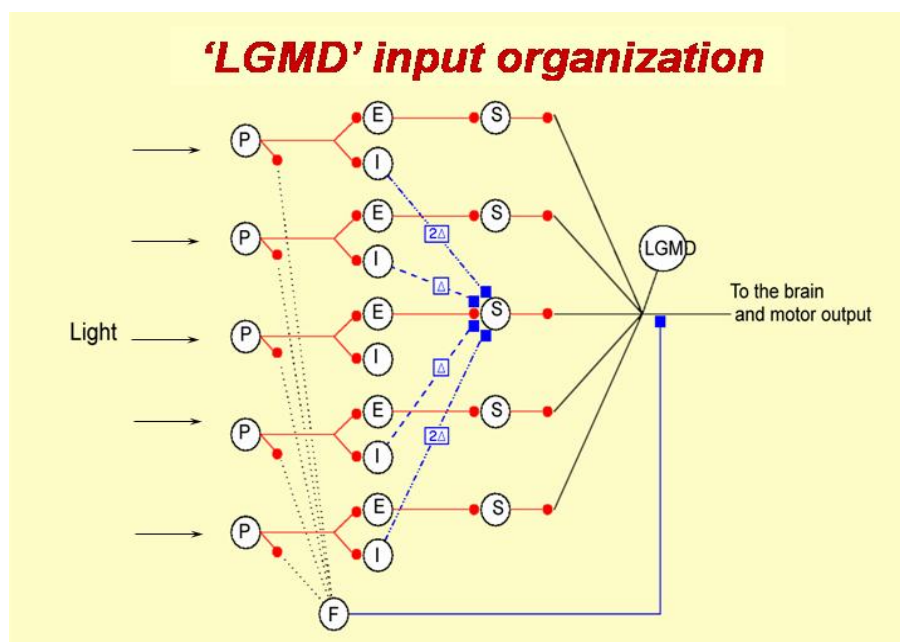 ‘LGMD’ input organization
E
S
P
I
2Δ
E
S
P
I
Δ
LGMD
To the brain
and motor output
Light
P
E
S
I
Δ
E
S
P
I
2Δ
E
S
P
I
F